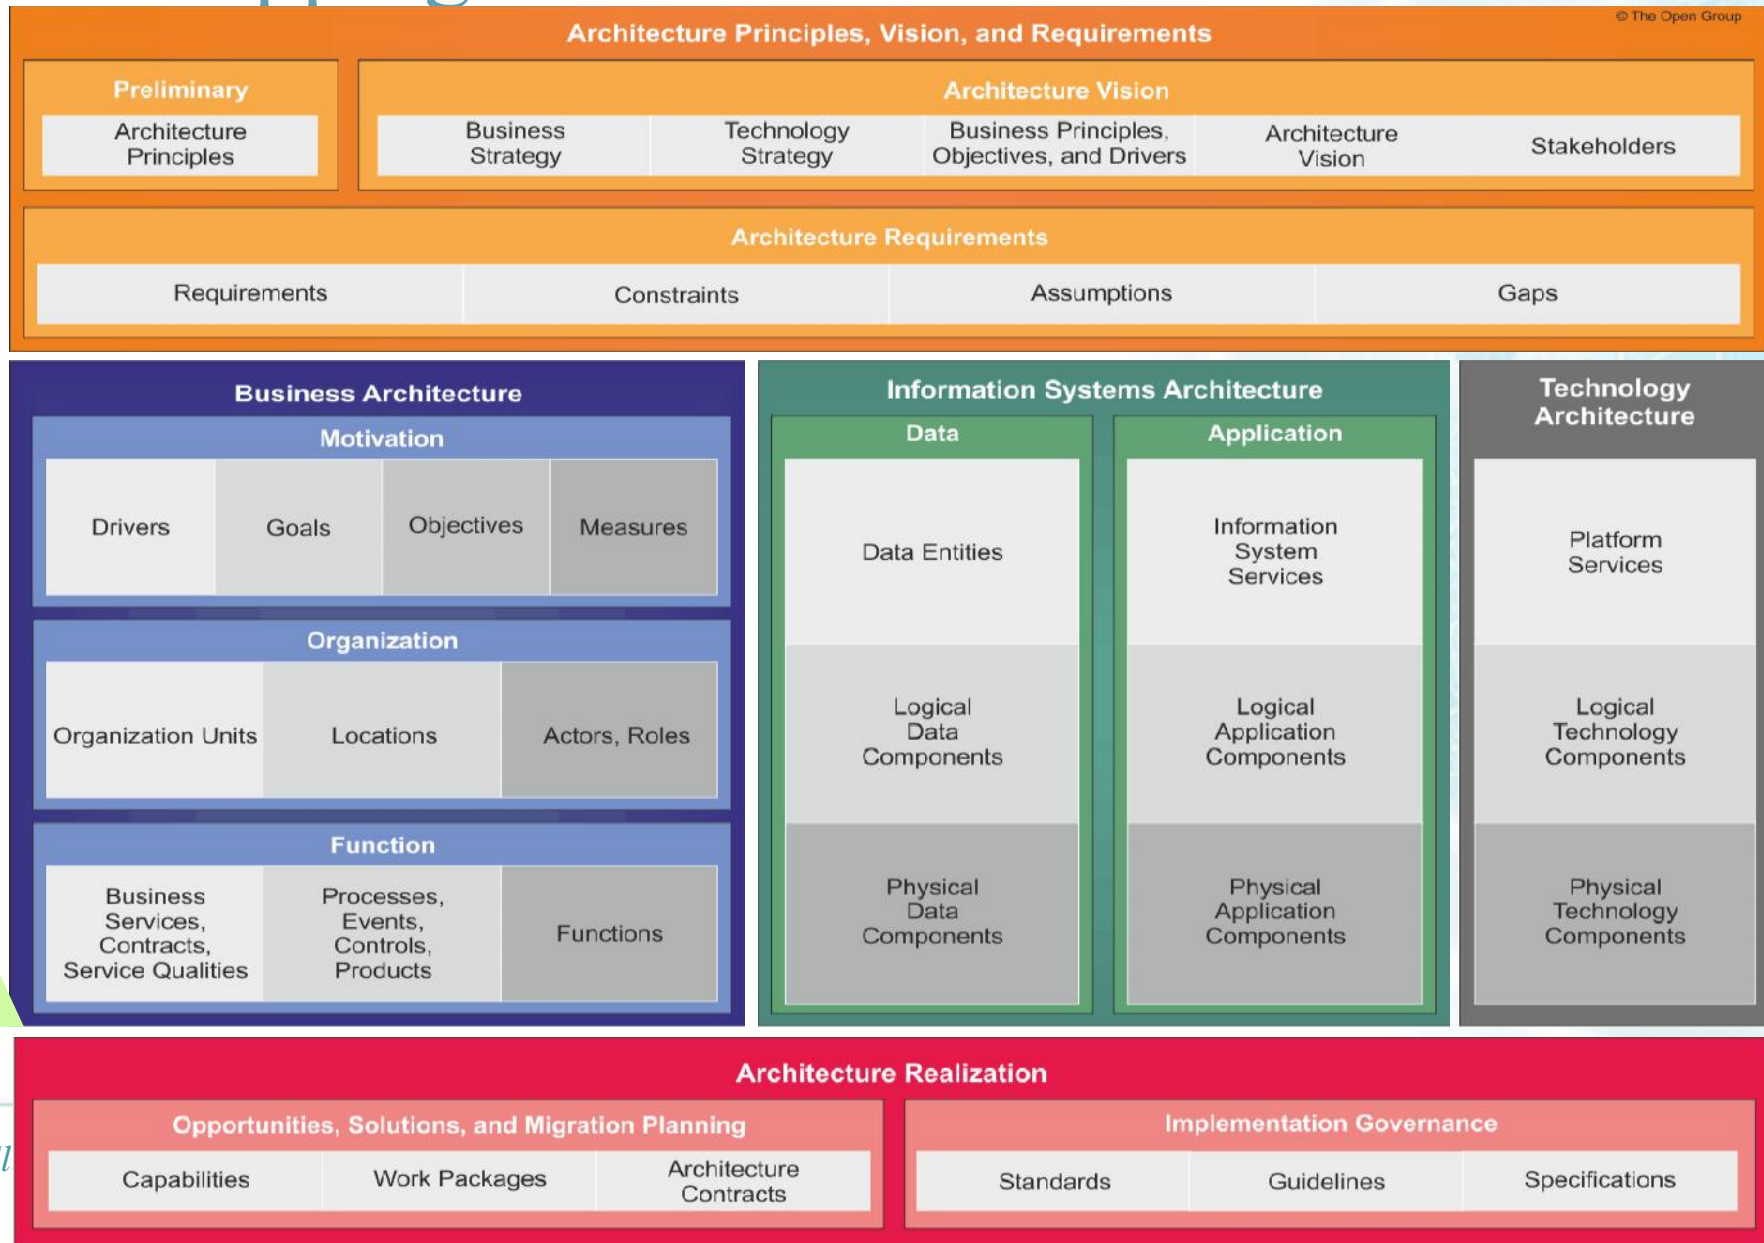 © The Open Group
Architecture Principles, Vision, and Requirements
Preliminary
Architecture
Principles
Architecture Vision
Business
Strategy
Technology
Strategy
Business Principles,
Objectives, and Drivers
Architecture
Vision
Stakeholders
Architecture Requirements
Requirements
Constraints
Assumptions
Gaps
Business Architecture
Motivation
Drivers
Goals
Objectives
Measures
Organization
Organization Units
Locations
Actors, Roles
Function
Business
Services,
Contracts,
Service Qualities
Processes,
Events,
Controls,
Products
Functions
Information Systems Architecture
Data
Data Entities
Logical
Data
Components
Physical
Data
Components
Application
Information
System
Services
Logical
Application
Components
Physical
Application
Components
Technology
Architecture
Platform
Services
Logical
Technology
Components
Physical
Technology
Components
Architecture Realization
Opportunities, Solutions, and Migration Planning
Capabilities
Work Packages
Architecture
Contracts
Implementation Governance
Standards
Guidelines
Specifications